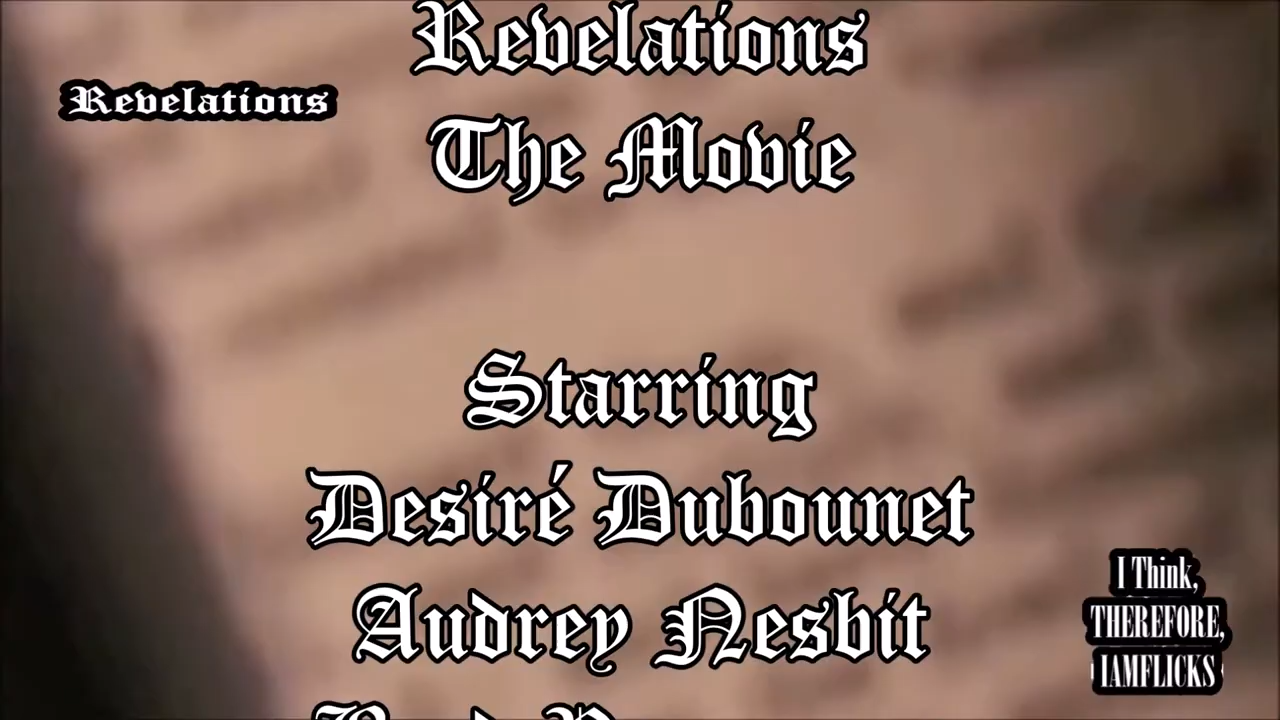 Revelations
Revelations
The Movie
Starring
Desiré Dubounet
Audrey Nesbit
I Think,
THEREFORE,
IAMFLICKS